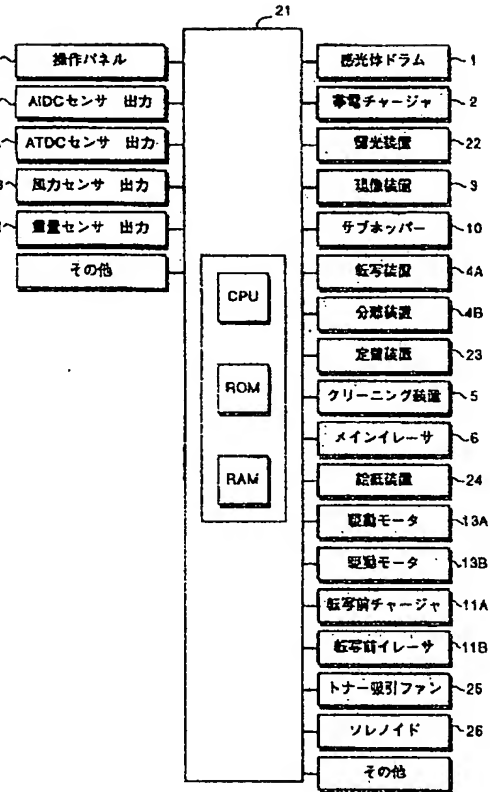 21
操作パネル
AIDCセンサ 出力
ATDCセンサ 出力
風力センサ 出力
重量センサ 出力
その他
CPU
ROM
RAM
感光体ドラム 1
帯電チャージャ 2
露光装置 22
現像装置 3
サブホッパー 10
転写装置 4A
分離装置 4B
定着装置 23
クリーニング装置 5
メインイレーサ 6
給紙装置 24
駆動モータ 13A
駆動モータ 13B
転写前チャージャ 11A
転写前イレーサ 11B
トナー吸引ファン 25
ソレノイド 26
その他